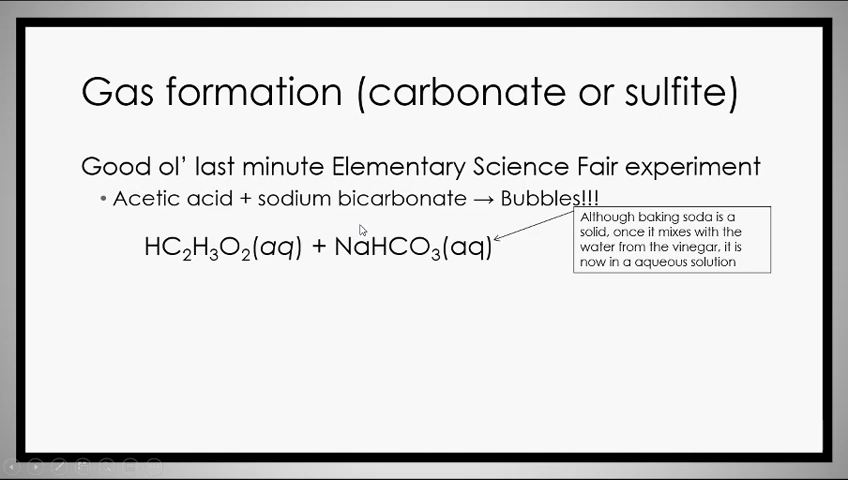 Gas formation (carbonate or sulfite)
Good ol’ last minute Elementary Science Fair experiment
• Acetic acid + sodium bicarbonate → Bubbles!!!
HC₂H₃O₂(aq) + NaHCO₃(aq)
Although baking soda is a
solid, once it mixes with the
water from the vinegar, it is
now in a aqueous solution